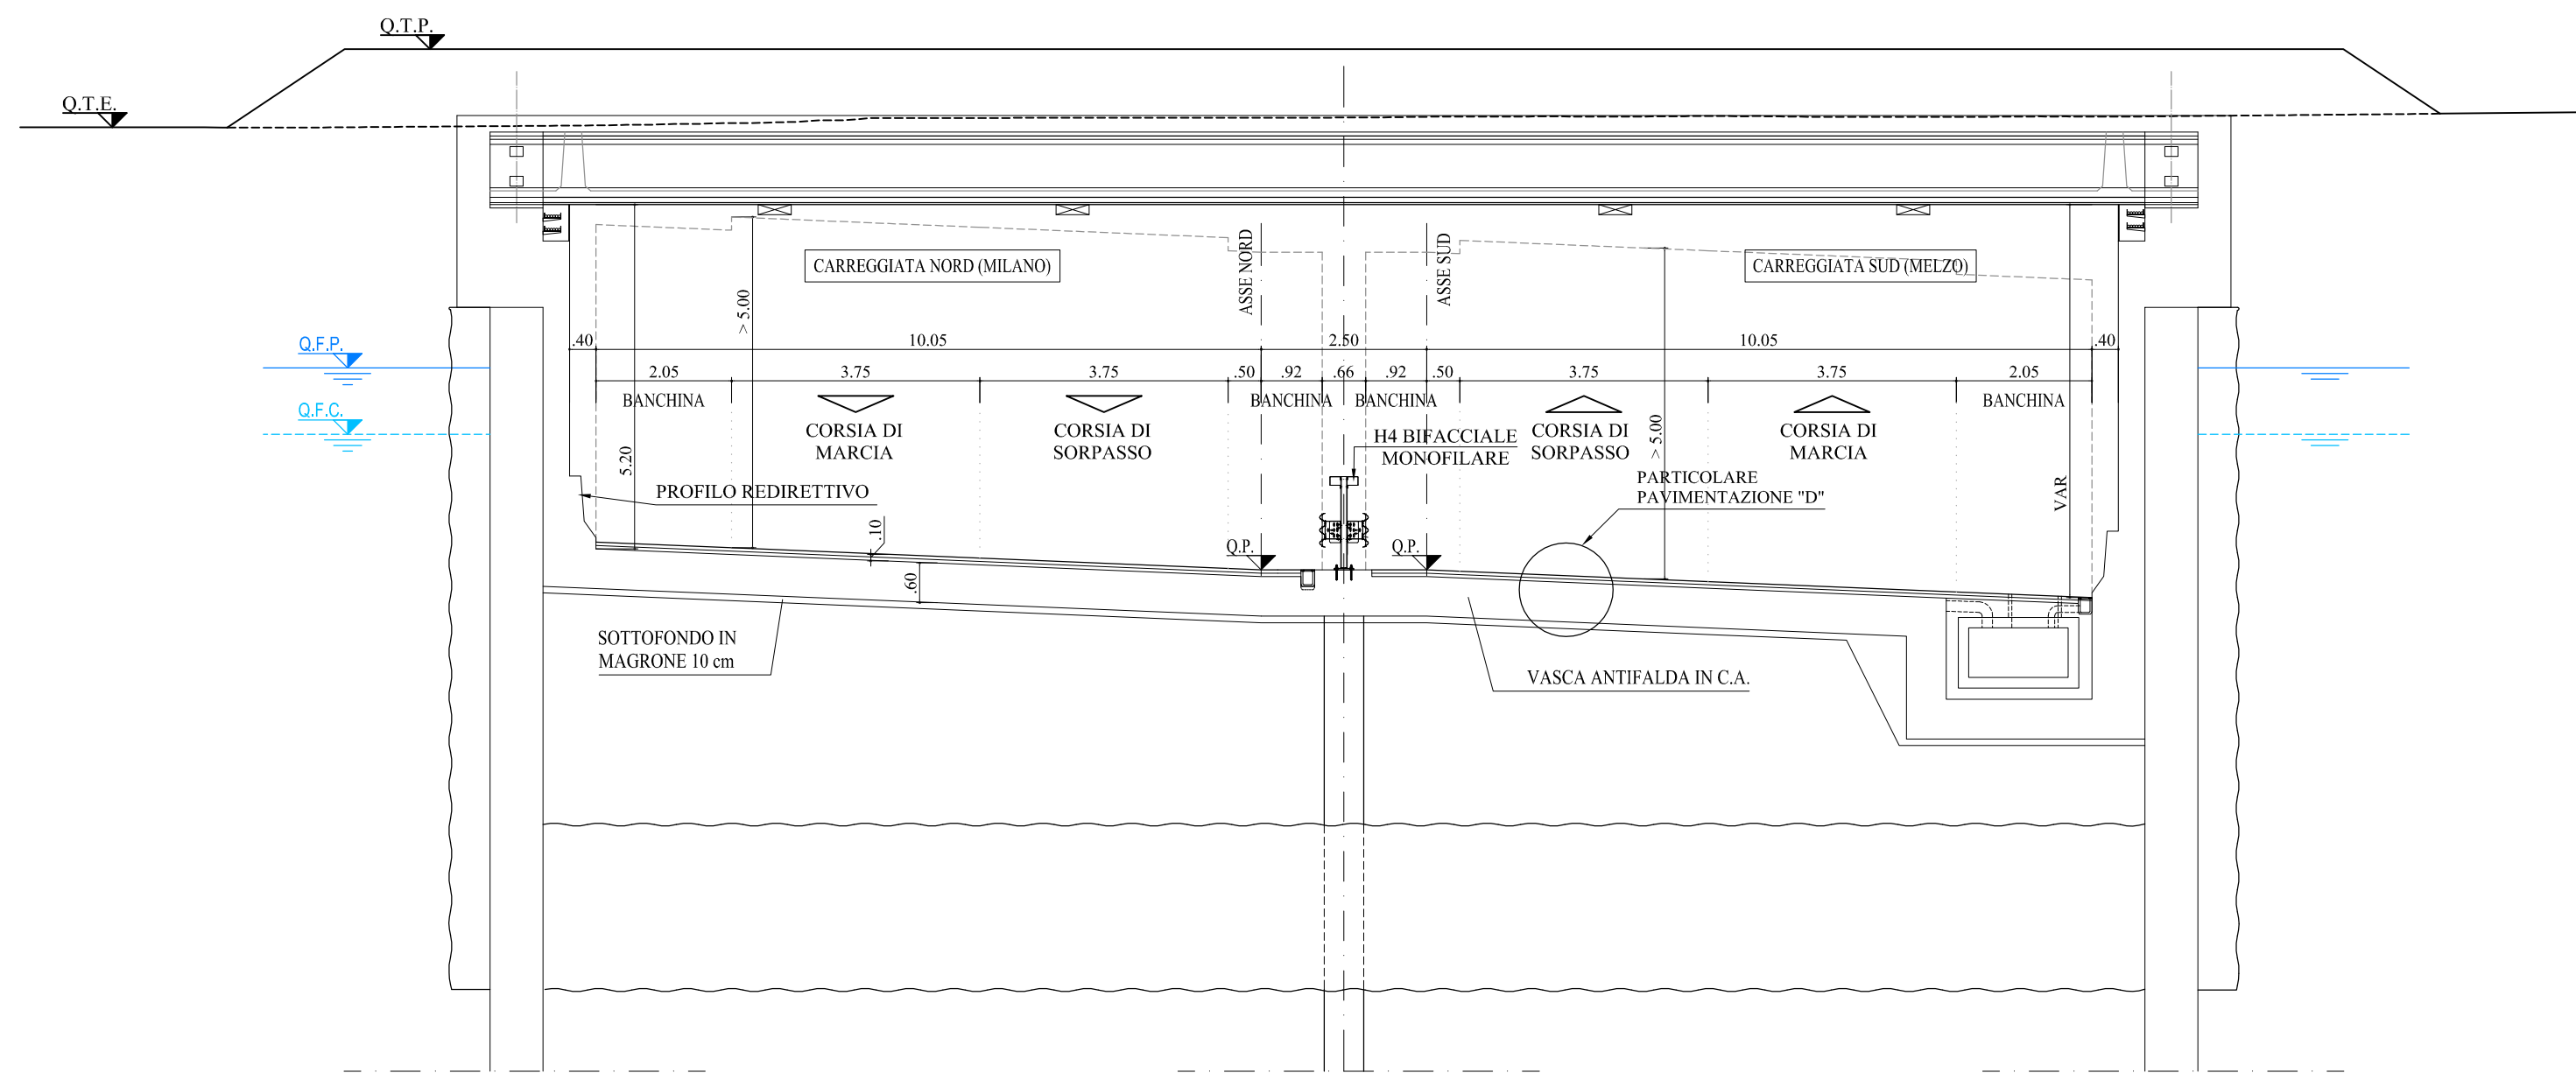 Q.T.P.
Q.T.E.
CARREGGIATA NORD (MILANO)
ASSE NORD
ASSE SUD
CARREGGIATA SUD (MELZO)
> 5.00
Q.F.P.
.40
10.05
2.50
10.05
.40
2.05
3.75
3.75
.50
.92
.66
.92
.50
3.75
3.75
2.05
BANCHINA
BANCHINA
BANCHINA
BANCHINA
Q.F.C.
CORSIA DI
MARCIA
CORSIA DI
SORPASSO
H4 BIFACCIALE
MONOFILARE
CORSIA DI
SORPASSO
> 5.00
CORSIA DI
MARCIA
5.20
PROFILO REDIRETTIVO
PARTICOLARE
PAVIMENTAZIONE "D"
VAR
.10
Q.P.
Q.P.
.60
SOTTOFONDO IN
MAGRONE 10 cm
VASCA ANTIFALDA IN C.A.